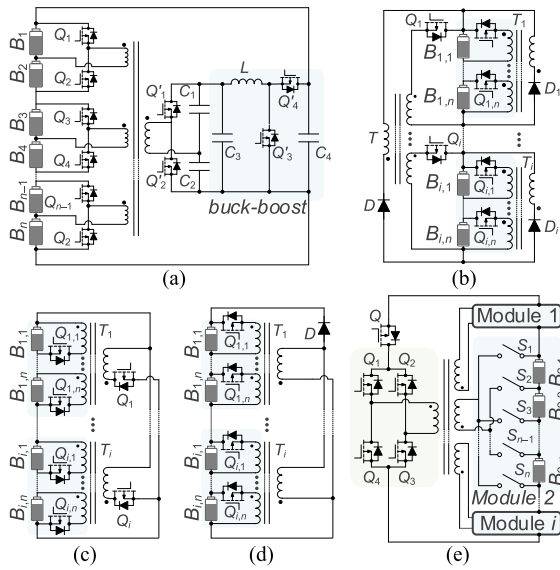 B1
Q1
B2
Q2
B3
Q3
B4
Q4
Bn−1
Qn−1
Bn
Q2
Q'1
C1
Q'2
C2
L
Q'4
C3
Q'3
C4
buck-boost
(a)
Q1
T1
B1,1
D1
B1,n
Q1,n
T
Qi
Ti
D
Bi,1
Qi,1
Bi,n
Qi,n
Di
(b)
B1,1
Q1,1
T1
B1,n
Q1,n
Q1
Bi,1
Qi,1
Ti
Bi,n
Qi,n
Qi
(c)
B1,1
Q1,1
T1
D
B1,n
Q1,n
Bi,1
Qi,1
Ti
Bi,n
Qi,n
(d)
Q
Q1
Q2
Q4
Q3
Module 1
S1
S2
S3
Sn−1
Sn
Module 2
Module i
(e)